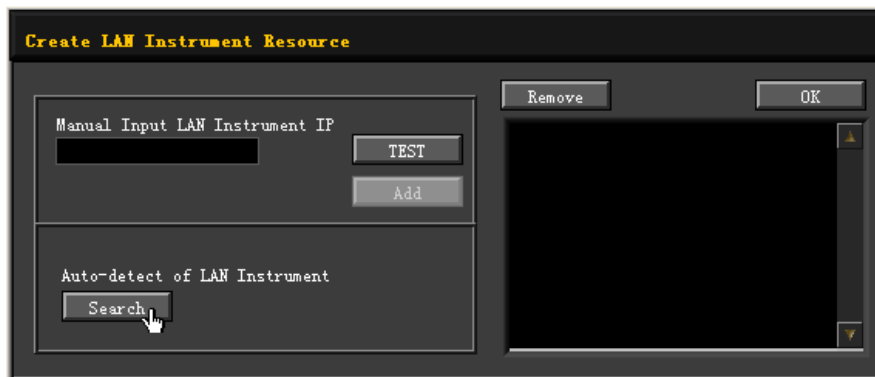 Create LAN Instrument Resource
Manual Input LAN Instrument IP
TEST
Add
Auto-detect of LAN Instrument
Search
Remove
OK